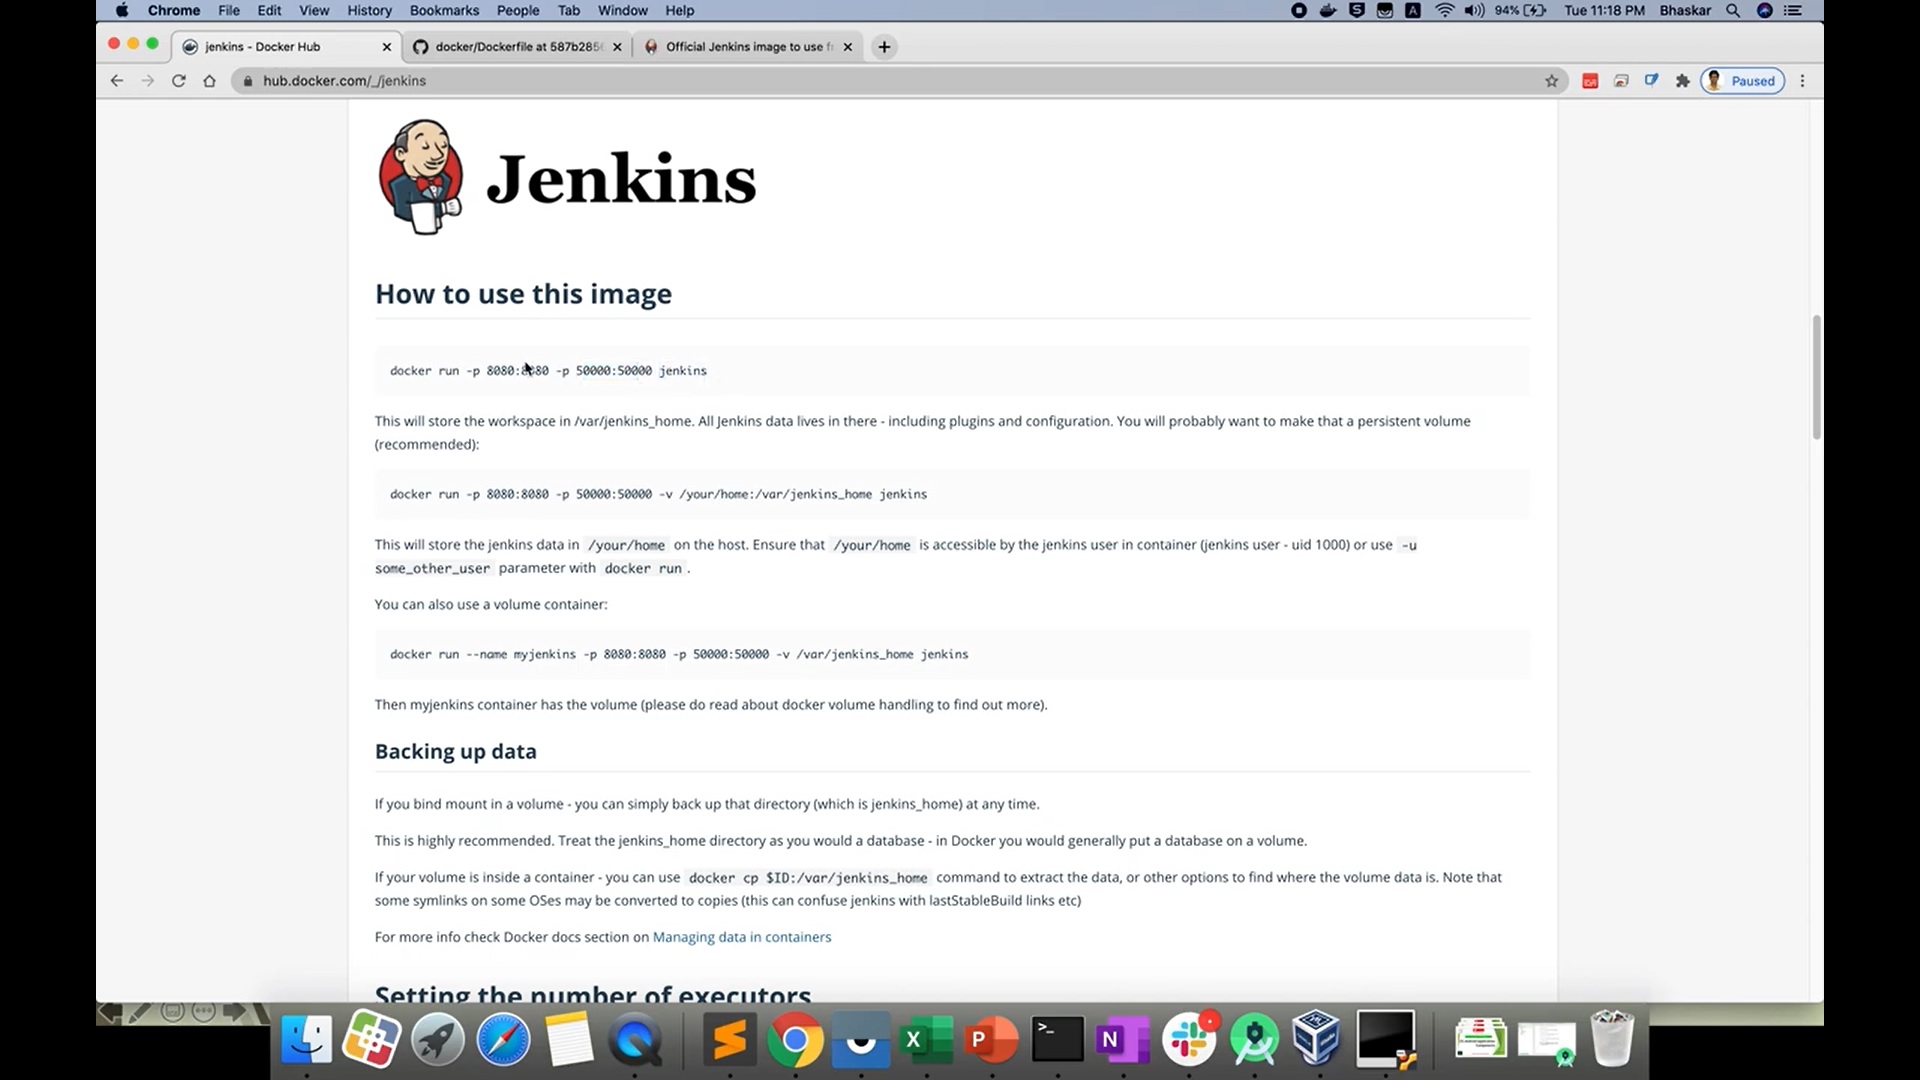 Chrome File Edit View History Bookmarks People Tab Window Help
94% Tue 11:18 PM Bhaskar
jenkins - Docker Hub
docker/Dockerfile at 587b285
Official Jenkins image to use f
hub.docker.com/_/jenkins
Paused
Jenkins
How to use this image
docker run -p 8080:8080 -p 50000:50000 jenkins
This will store the workspace in /var/jenkins_home. All Jenkins data lives in there - including plugins and configuration. You will probably want to make that a persistent volume
(recommended):
docker run -p 8080:8080 -p 50000:50000 -v /your/home:/var/jenkins_home jenkins
This will store the jenkins data in /your/home on the host. Ensure that /your/home is accessible by the jenkins user in container (jenkins user - uid 1000) or use -u
some_other_user parameter with docker run .
You can also use a volume container:
docker run --name myjenkins -p 8080:8080 -p 50000:50000 -v /var/jenkins_home jenkins
Then myjenkins container has the volume (please do read about docker volume handling to find out more).
Backing up data
If you bind mount in a volume - you can simply back up that directory (which is jenkins_home) at any time.
This is highly recommended. Treat the jenkins_home directory as you would a database - in Docker you would generally put a database on a volume.
If your volume is inside a container - you can use docker cp $ID:/var/jenkins_home command to extract the data, or other options to find where the volume data is. Note that
some symlinks on some OSes may be converted to copies (this can confuse jenkins with lastStableBuild links etc)
For more info check Docker docs section on Managing data in containers
Setting the number of executors